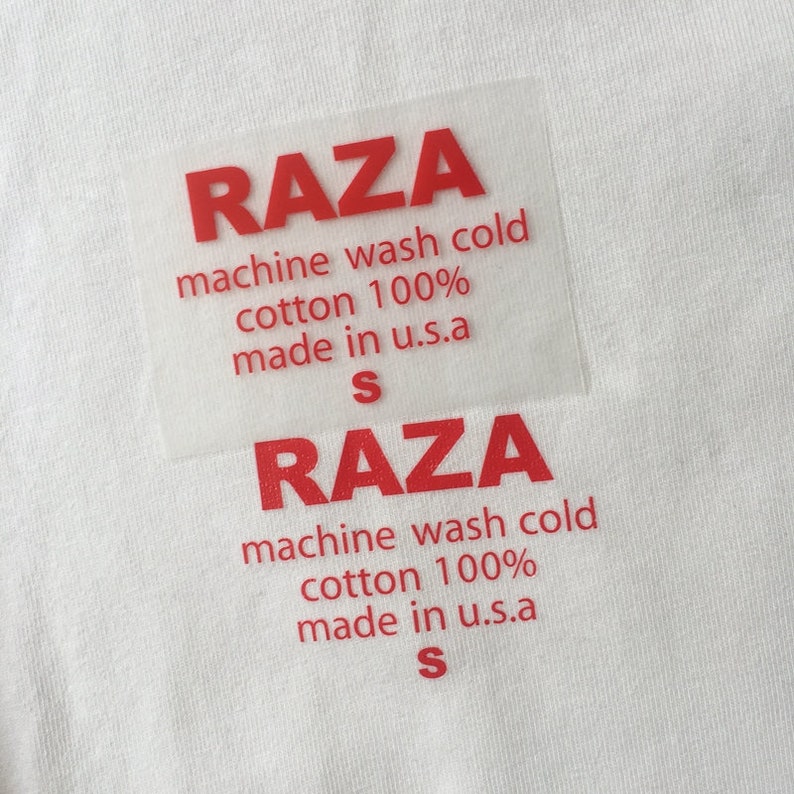 RAZA
machine wash cold
cotton 100%
made in u.s.a
S
RAZA
machine wash cold
cotton 100%
made in u.s.a
S